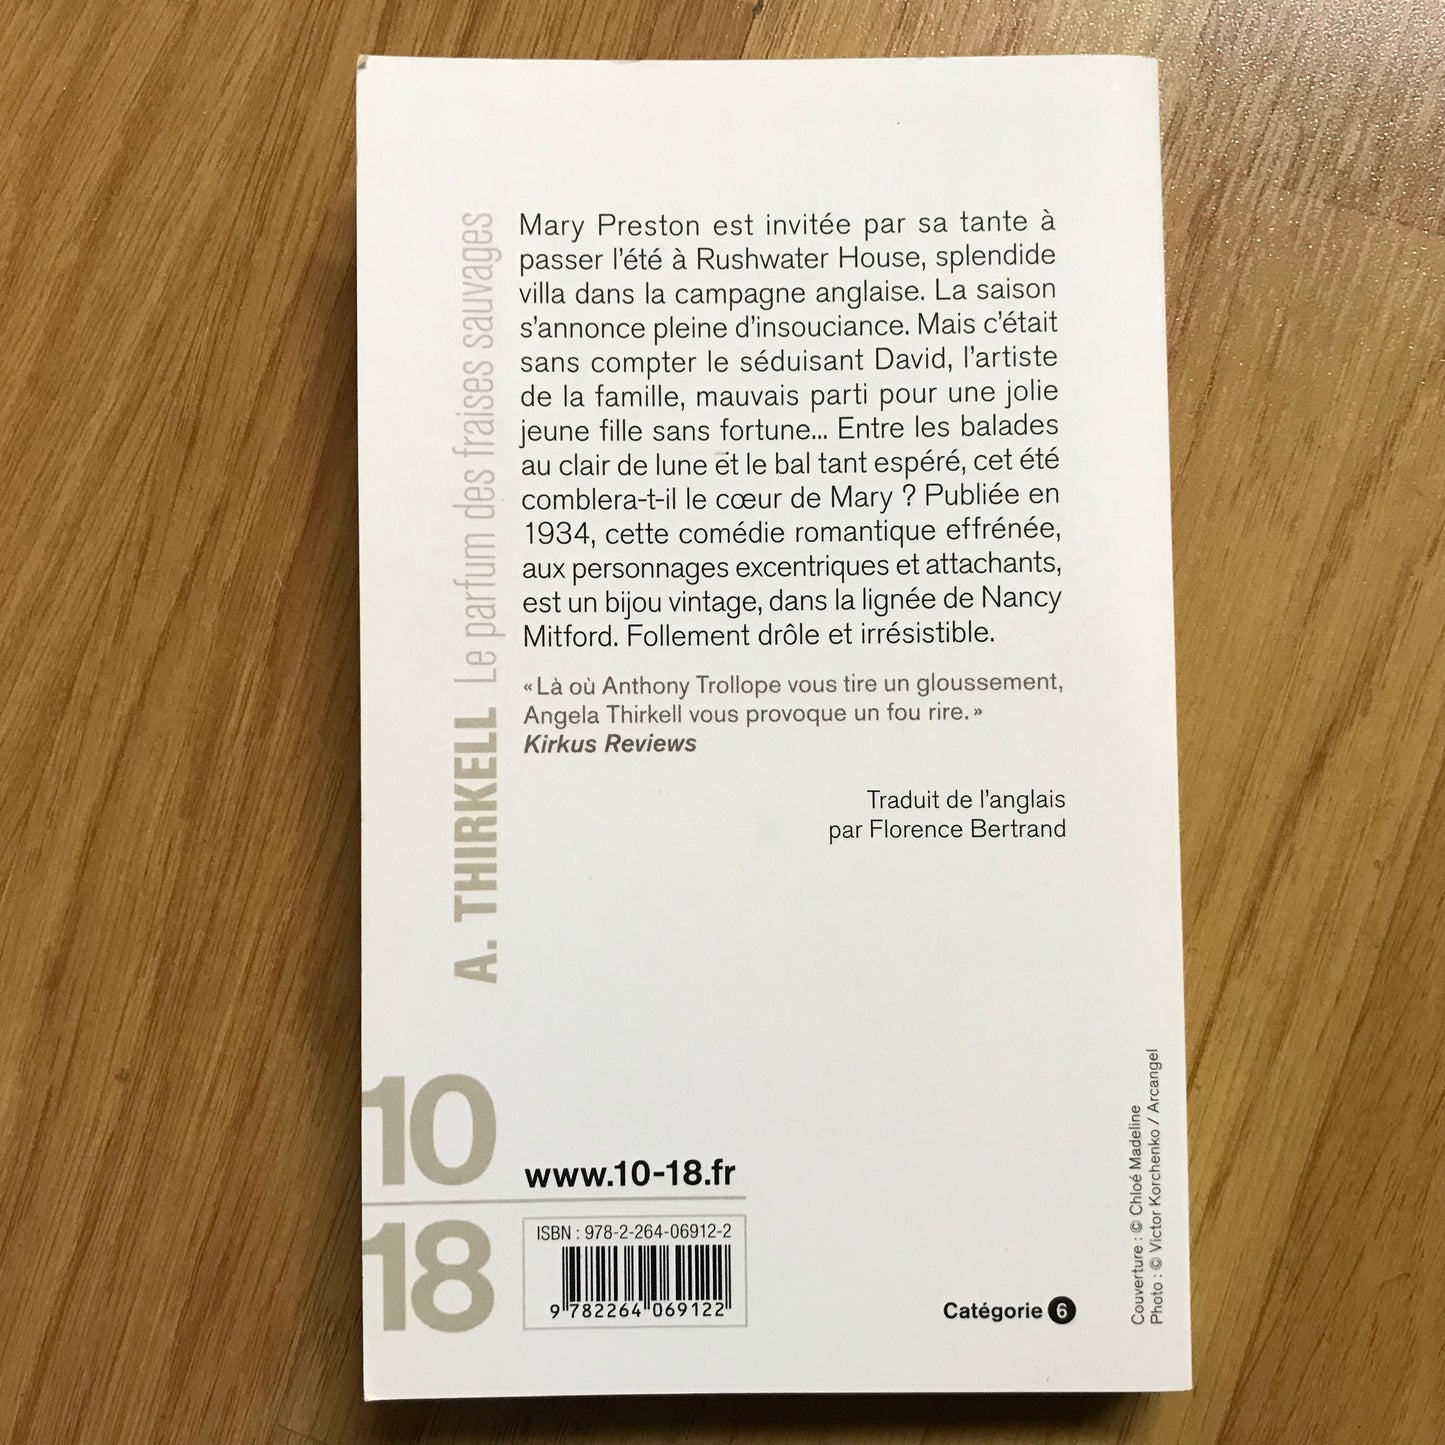 A. THIRKELL Le parfum des fraises sauvages
Mary Preston est invitée par sa tante à
passer l'été à Rushwater House, splendide
villa dans la campagne anglaise. La saison
s'annonce pleine d'insouciance. Mais c'était
sans compter le séduisant David, l'artiste
de la famille, mauvais parti pour une jolie
jeune fille sans fortune... Entre les balades
au clair de lune et le bal tant espéré, cet été
comblera-t-il le cœur de Mary ? Publiée en
1934, cette comédie romantique effrénée,
aux personnages excentriques et attachants,
est un bijou vintage, dans la lignée de Nancy
Mitford. Follement drôle et irrésistible.
« Là où Anthony Trollope vous tire un gloussement,
Angela Thirkell vous provoque un fou rire. »
Kirkus Reviews
Traduit de l'anglais
par Florence Bertrand
10
18
www.10-18.fr
ISBN : 978-2-264-06912-2
9 782264 069122
Catégorie 6
Couverture : © Chloé Madeline
Photo : © Victor Korchenko / Arcangel